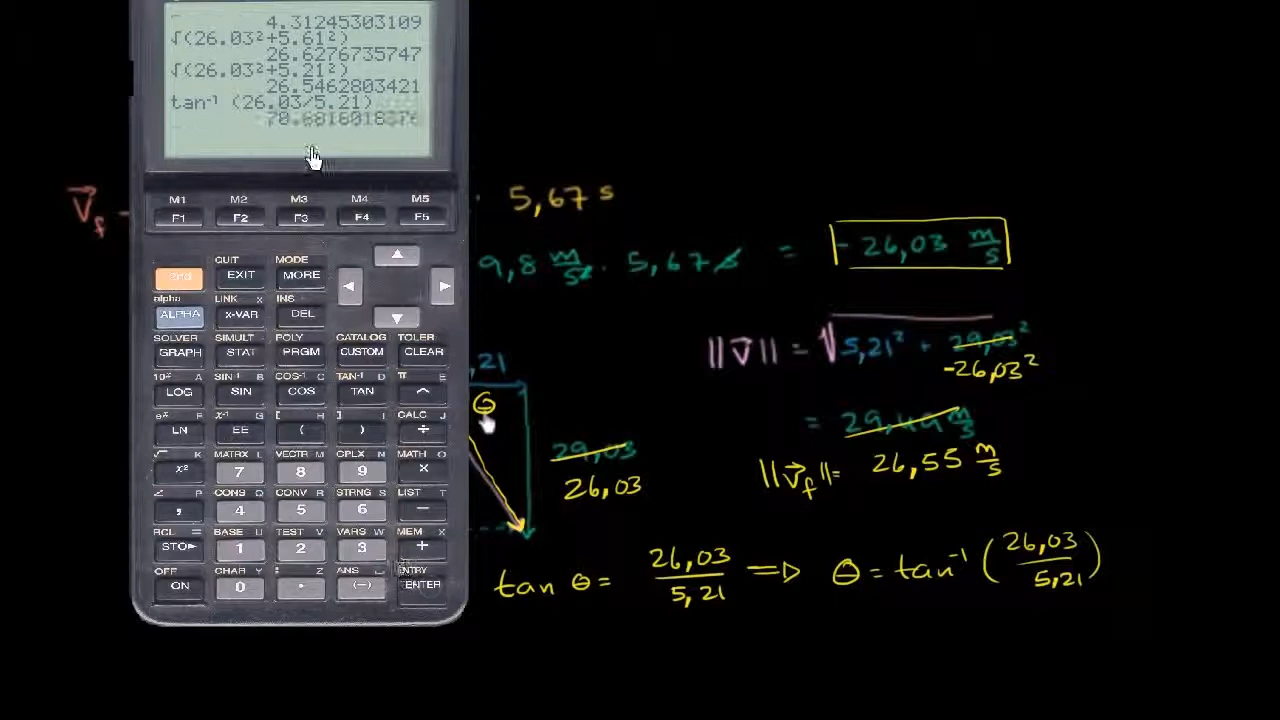 4.31245303109
√(26.03²+5.61²)
26.6276735747
√(26.03²+5.21²)
26.5462803421
tan⁻¹ (26.03/5.21)
78.6816018376
M1 M2 M3 M4 M5
F1 F2 F3 F4 F5
QUIT MODE
2nd EXIT MORE
alpha LINK x INS
ALPHA x-VAR DEL
SOLVER SIMULT POLY CATALOG TOLER
GRAPH STAT PRGM CUSTOM CLEAR
10ˣ A SIN⁻¹ B COS⁻¹ C TAN⁻¹ D π E
LOG SIN COS TAN ^
eˣ F x⁻¹ G [ H ] I CALC J
LN EE ( ) ÷
√ K MATRX L VECTR M CPLX N MATH O
x² 7 8 9 ×
∠ P CONS Q CONV R STRNG S LIST T
, 4 5 6 −
RCL = BASE U TEST V VARS W MEM X
STO▶ 1 2 3 +
OFF CHAR Y : Z ANS ENTRY
ON 0 . (−) ENTER
V⃗f − · 5,67 s
9,8 m/s² · 5,67 s = - 26,03 m/s
||V⃗|| = √5,21² + 29,03²
-26,03²
,21
θ
= 29,49 m/s
29,03
26,03
||V⃗f|| = 26,55 m/s
tan θ = 26,03/5,21 ⇒ θ = tan⁻¹ (26,03/5,21)